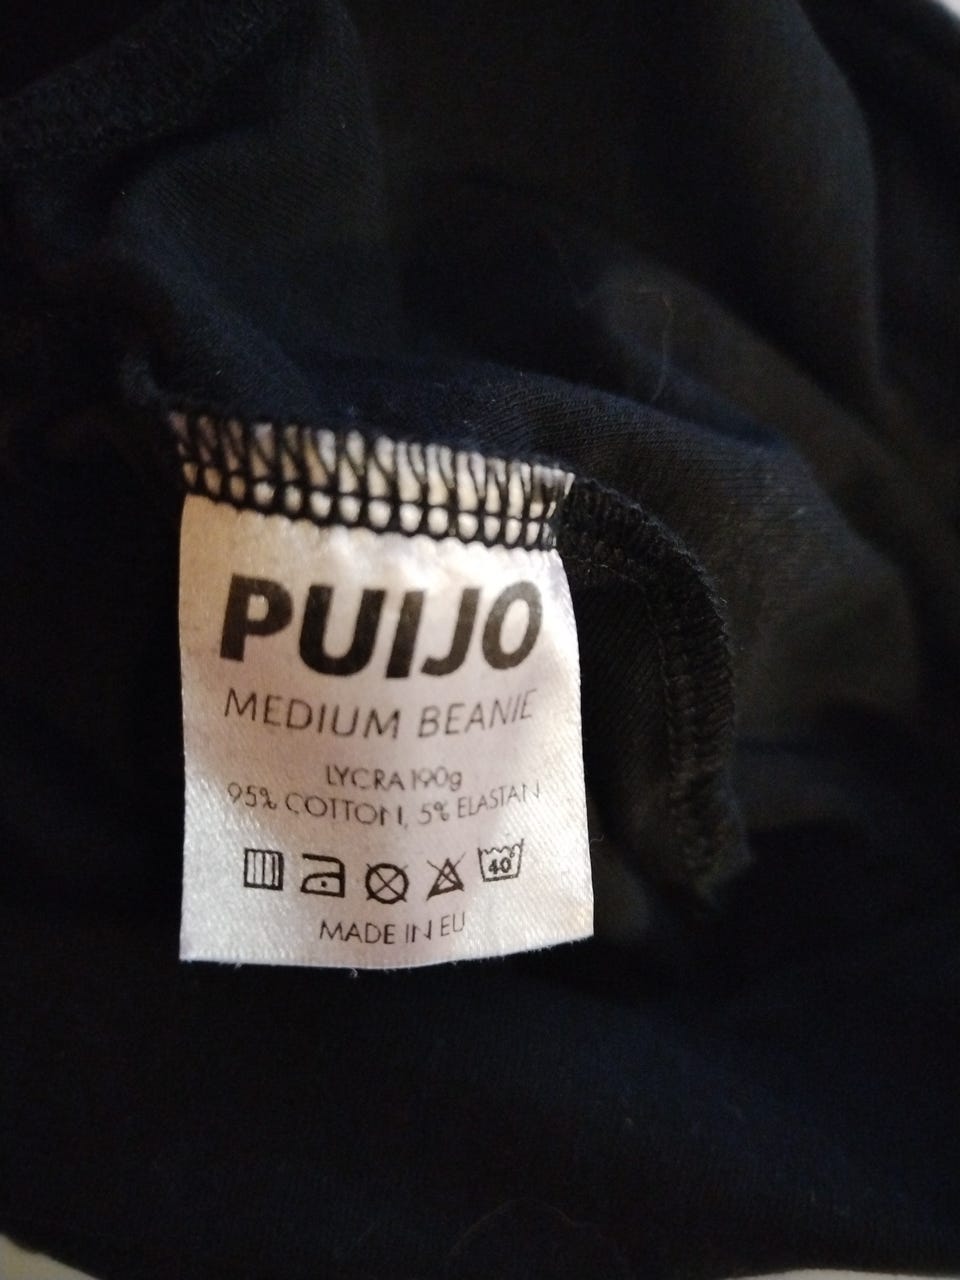 PUIJO
MEDIUM BEANIE
LYCRA 190g
95% COTTON, 5% ELASTAN
40°
MADE IN EU